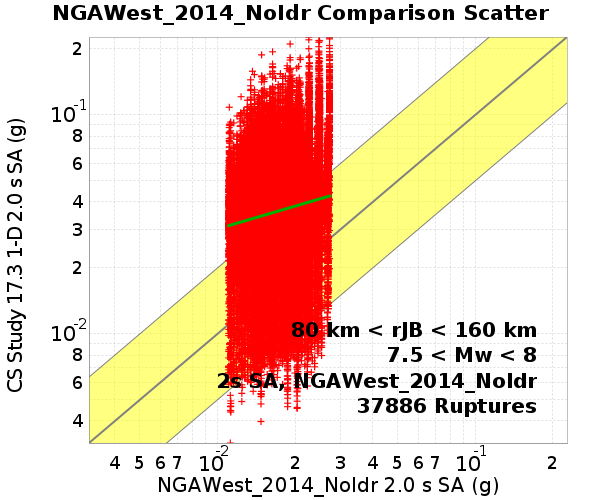 NGAWest_2014_NoIdr Comparison Scatter
CS Study 17.3 1-D 2.0 s SA (g)
2
10-1
8
6
4
3
2
10-2
8
6
4
80 km < rJB < 160 km
7.5 < Mw < 8
2s SA, NGAWest_2014_NoIdr
37886 Ruptures
4 5 6 7 10-2 2 3 4 5 6 7 10-1 2
NGAWest_2014_NoIdr 2.0 s SA (g)